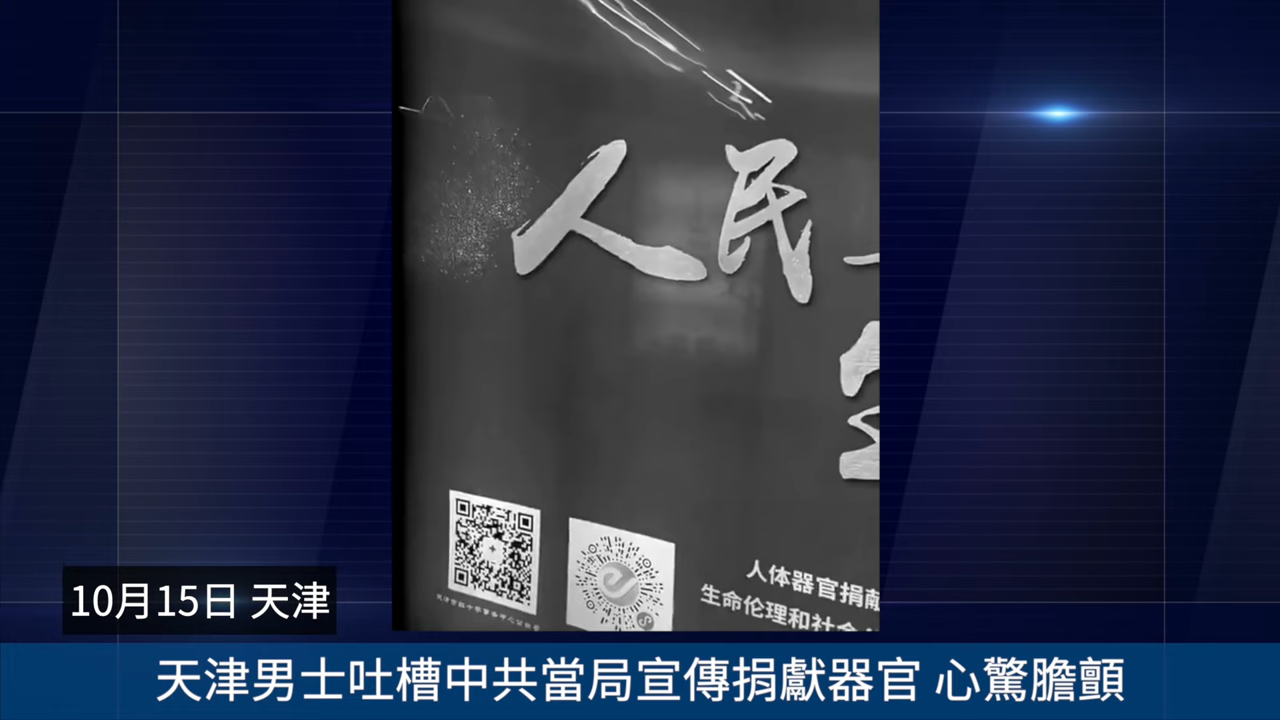 人民
人体器官捐献
生命伦理和社会
10月15日 天津
天津男士吐槽中共當局宣傳捐獻器官 心驚膽顫